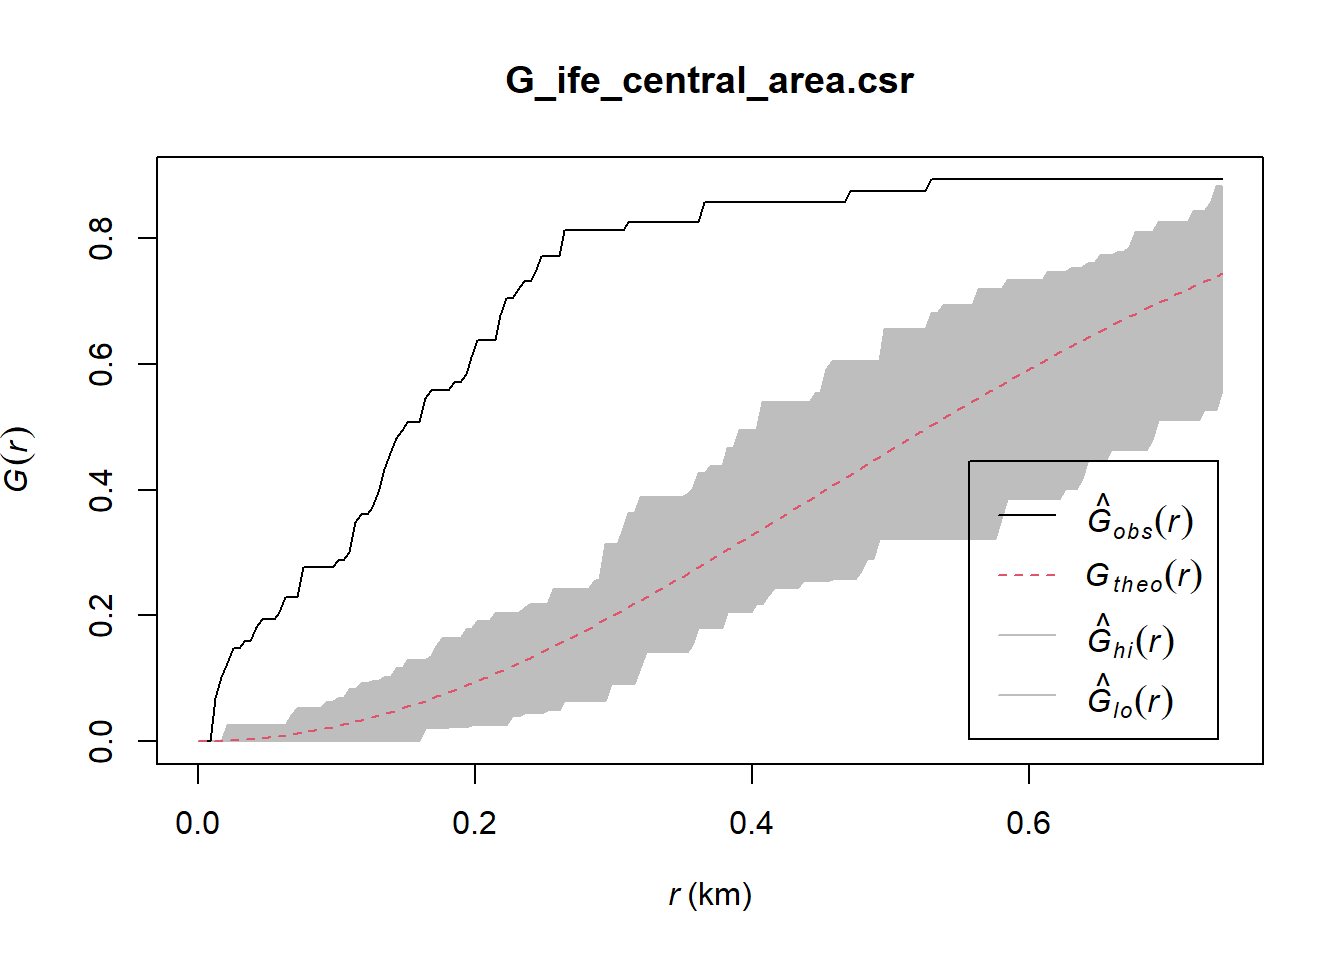 G_ife_central_area.csr
G(r)
0.8
0.6
0.4
0.2
0.0
Ĝobs(r)
Gtheo(r)
Ĝhi(r)
Ĝlo(r)
0.0 0.2 0.4 0.6
r (km)